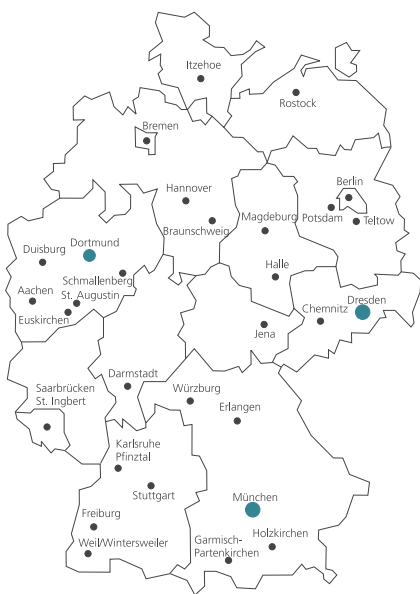 Itzehoe
Rostock
Bremen
Hannover
Berlin
Braunschweig
Magdeburg
Potsdam
Teltow
Dortmund
Duisburg
Schmallenberg
Halle
Aachen
St. Augustin
Euskirchen
Dresden
Chemnitz
Jena
Darmstadt
Würzburg
Saarbrücken
St. Ingbert
Erlangen
Karlsruhe
Pfinztal
Stuttgart
München
Freiburg
Weil/Wintersweiler
Garmisch-
Partenkirchen
Holzkirchen